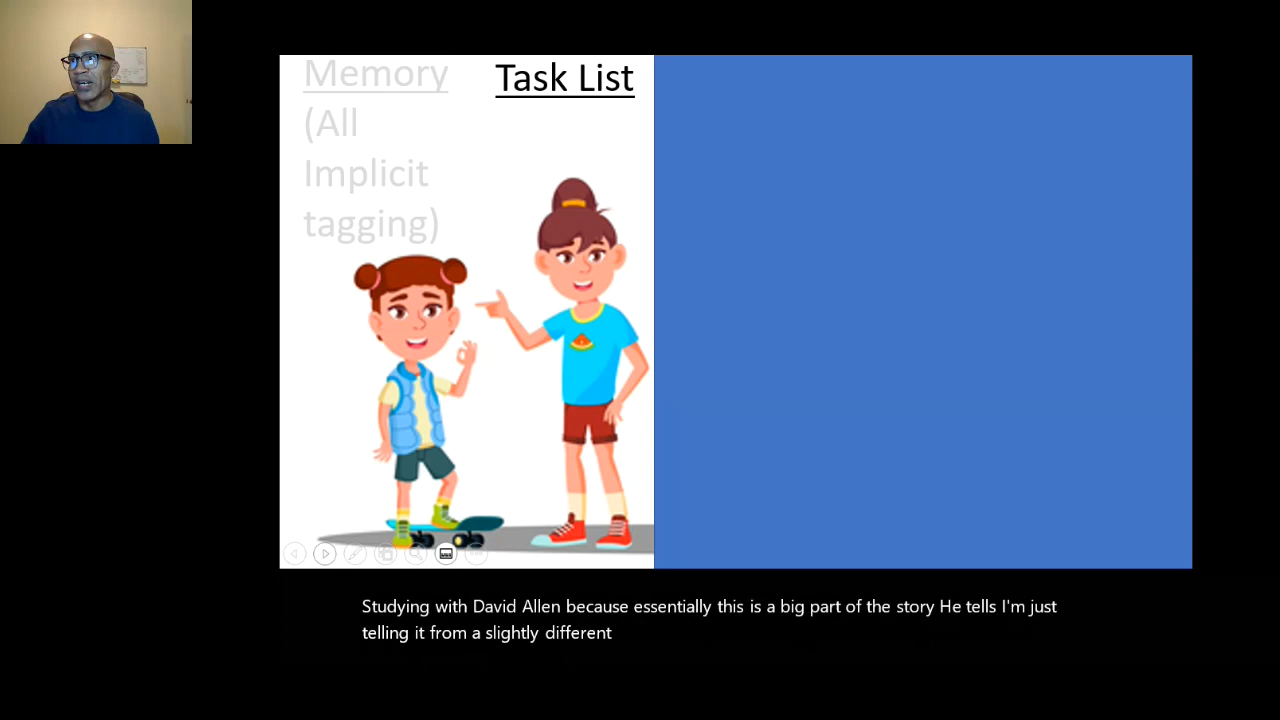 Memory
(All
Implicit
tagging)
Task List
Studying with David Allen because essentially this is a big part of the story He tells I'm just
telling it from a slightly different